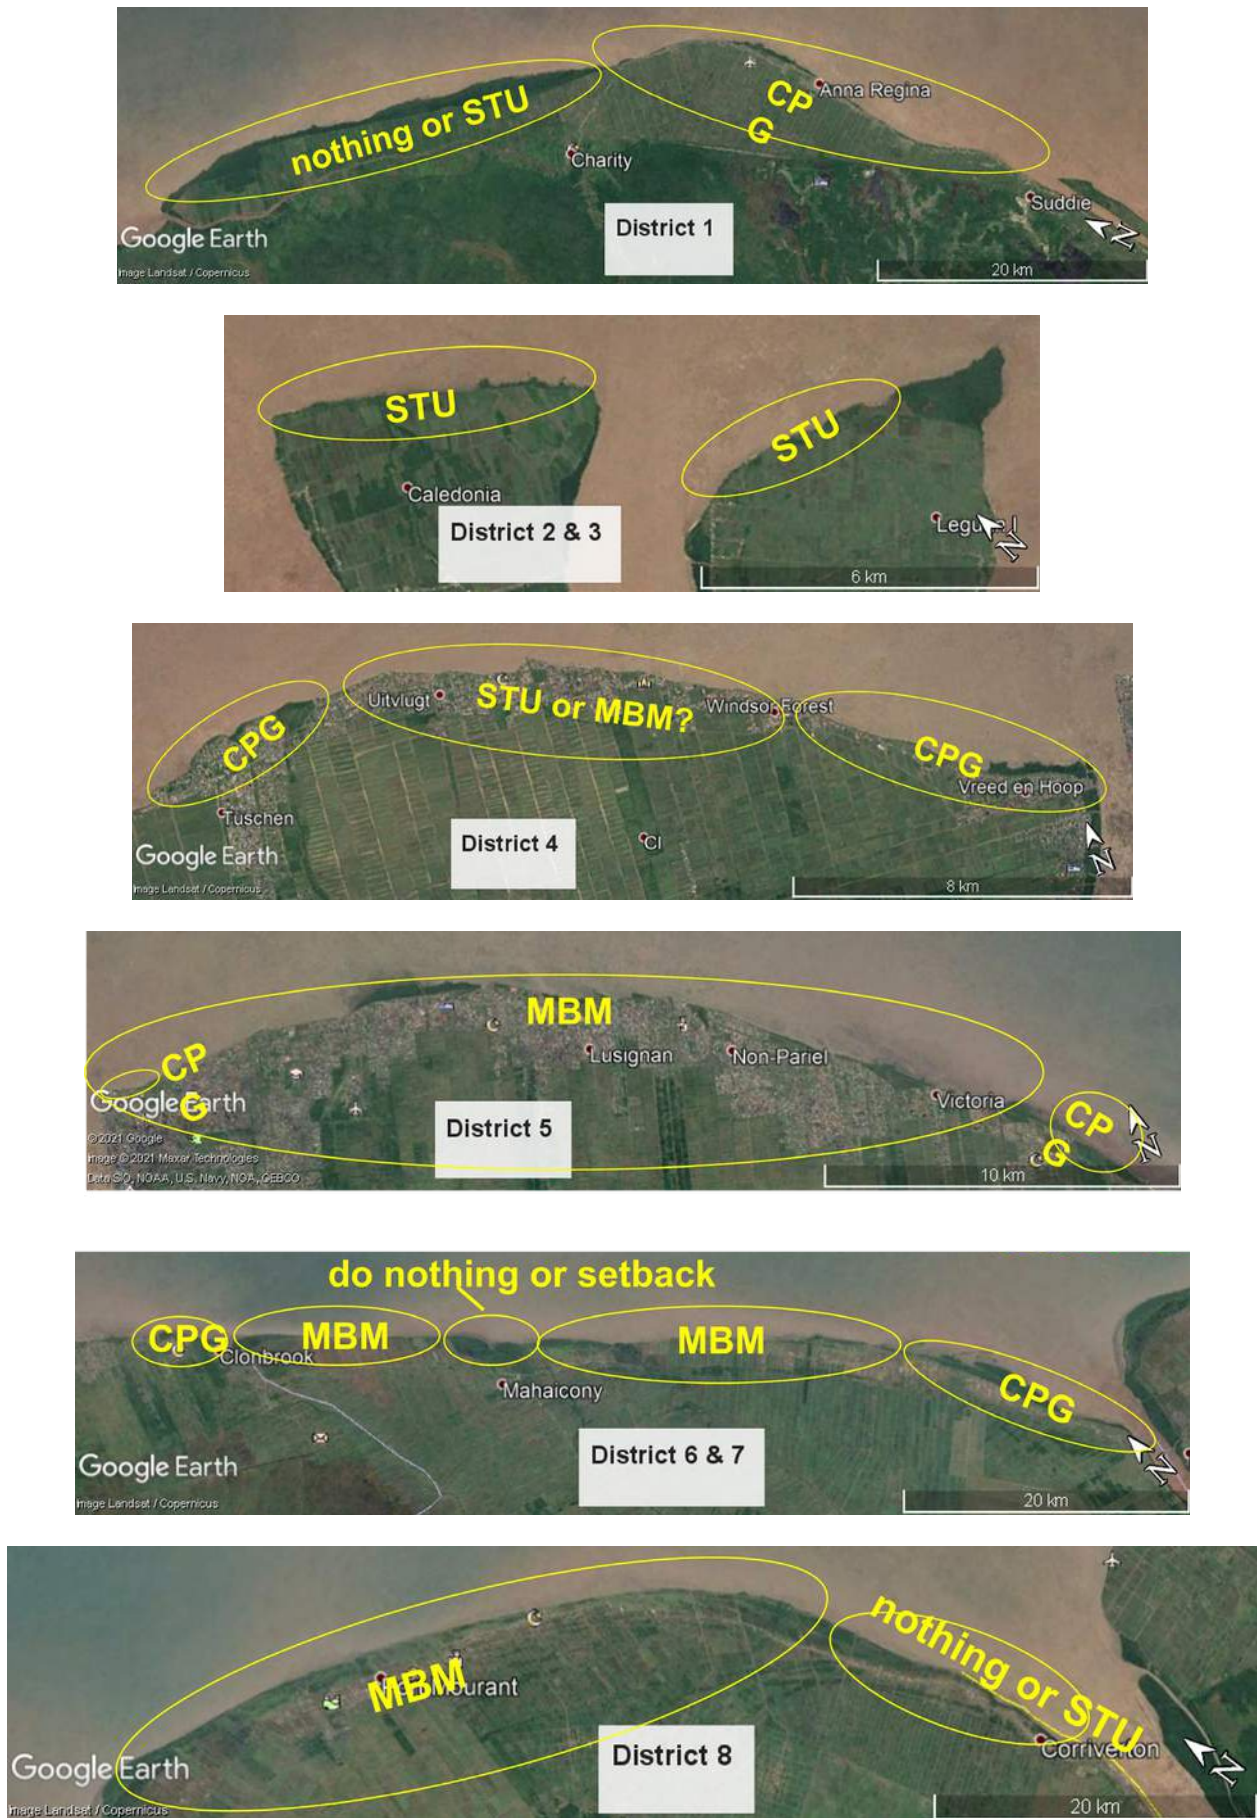 nothing or STU
CP
G
Anna Regina
Charity
Suddie
District 1
Google Earth
Image Landsat / Copernicus
N
20 km
STU
STU
Caledonia
District 2 & 3
N
6 km
CPG
Uitvlugt
STU or MBM?
Windsor Forest
CPG
Vreed en Hoop
Tuschen
District 4
CI
Google Earth
Image Landsat / Copernicus
N
8 km
MBM
CP
G
Lusignan
Non-Pariel
Victoria
CP
G
Google Earth
District 5
©2021 Google
Image © 2021 Maxar Technologies
Data SIO, NOAA, U.S. Navy, NGA, GEBCO
N
10 km
do nothing or setback
CPG
MBM
MBM
CPG
Clonbrook
Mahaicony
District 6 & 7
Google Earth
Image Landsat / Copernicus
N
20 km
nothing or STU
MBM
Mourant
Corriverton
District 8
Google Earth
Image Landsat / Copernicus
N
20 km